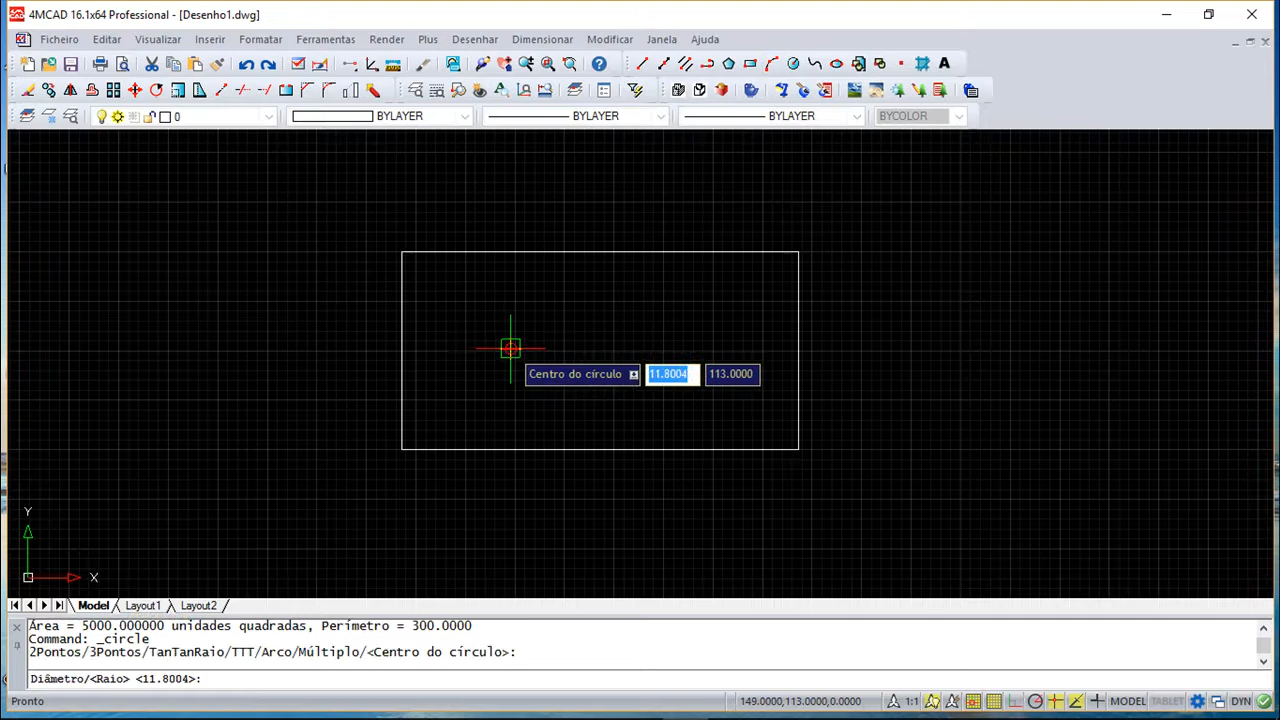 4MCAD 16.1x64 Professional - [Desenho1.dwg]
Ficheiro Editar Visualizar Inserir Formatar Ferramentas Render Plus Desenhar Dimensionar Modificar Janela Ajuda
0 BYLAYER BYLAYER BYLAYER BYCOLOR
Centro do círculo 11.8004 113.0000
Y
X
Model Layout1 Layout2
Área = 5000.000000 unidades quadradas, Perímetro = 300.0000
Command: _circle
2Pontos/3Pontos/TanTanRaio/TTT/Arco/Múltiplo/<Centro do círculo>:
Diâmetro/<Raio> <11.8004>:
Pronto 149.0000,113.0000,0.0000 1:1 MODEL TABLET DYN